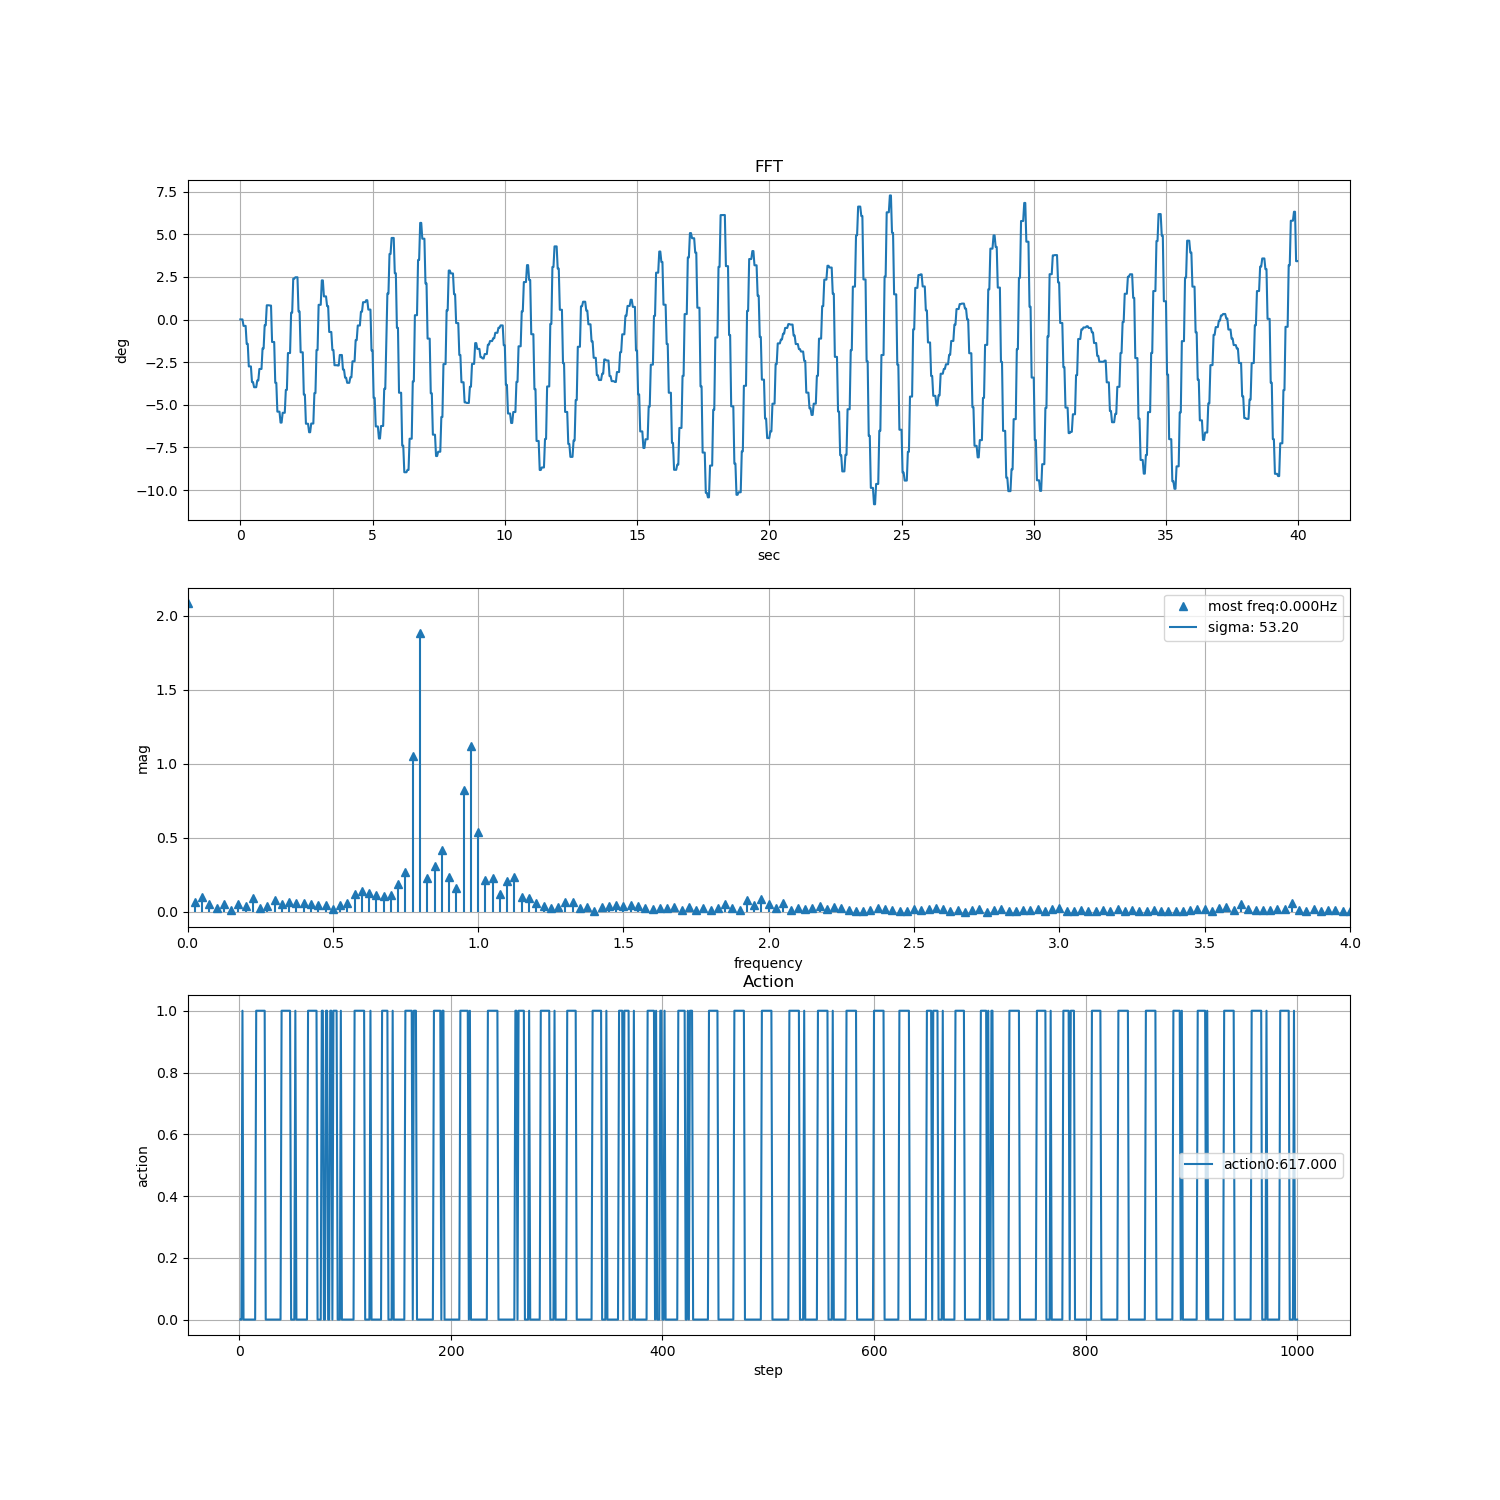 FFT
7.5
5.0
2.5
0.0
−2.5
−5.0
−7.5
−10.0
deg
0 5 10 15 20 25 30 35 40
sec
most freq:0.000Hz
sigma: 53.20
2.0
1.5
1.0
0.5
0.0
mag
0.0 0.5 1.0 1.5 2.0 2.5 3.0 3.5 4.0
frequency
Action
1.0
0.8
0.6
0.4
0.2
0.0
action
action0:617.000
0 200 400 600 800 1000
step